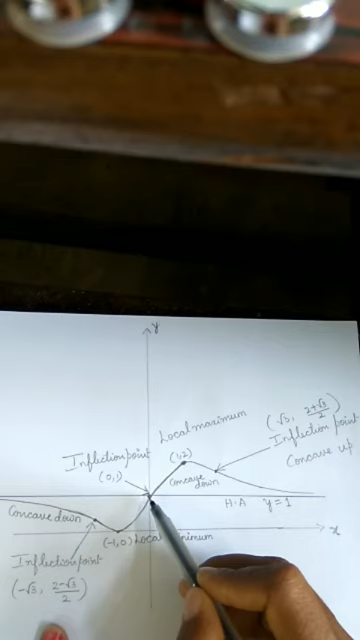 y
Local maximum
(√3, 2+√3/2)
Inflection point
Concave up
Inflection point
(0,1)
(1,2)
Concave
down
H.A y=1
Concave down
(-1,0) Local minimum
x
Inflection point
(-√3, 2-√3/2)